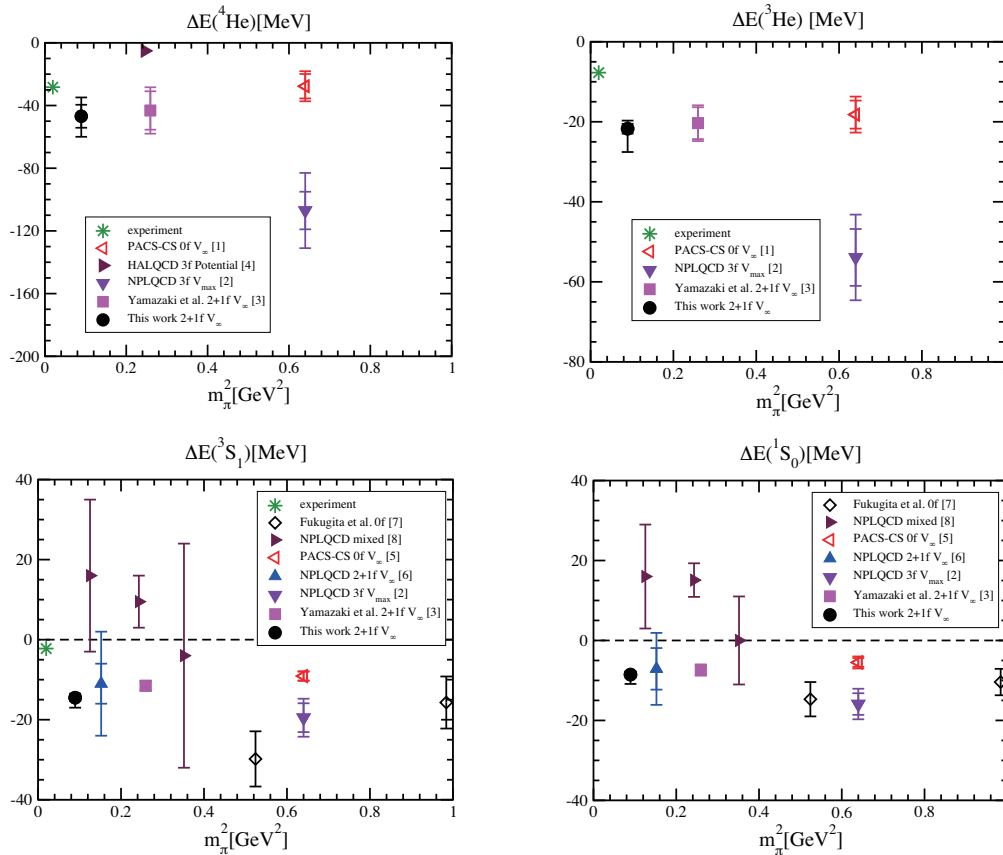 ΔE(⁴He)[MeV]
0
-40
-80
-120
-160
-200
experiment
PACS-CS 0f V∞ [1]
HALQCD 3f Potential [4]
NPLQCD 3f Vmax [2]
Yamazaki et al. 2+1f V∞ [3]
This work 2+1f V∞
0 0.2 0.4 0.6 0.8 1
mπ²[GeV²]
ΔE(³He) [MeV]
0
-20
-40
-60
-80
experiment
PACS-CS 0f V∞ [1]
NPLQCD 3f Vmax [2]
Yamazaki et al. 2+1f V∞ [3]
This work 2+1f V∞
0 0.2 0.4 0.6 0.8
mπ²[GeV²]
ΔE(³S₁)[MeV]
40
20
0
-20
-40
experiment
Fukugita et al. 0f [7]
NPLQCD mixed [8]
PACS-CS 0f V∞ [5]
NPLQCD 2+1f V∞ [6]
NPLQCD 3f Vmax [2]
Yamazaki et al. 2+1f V∞ [3]
This work 2+1f V∞
0 0.2 0.4 0.6 0.8 1
mπ²[GeV²]
ΔE(¹S₀)[MeV]
40
20
0
-20
-40
Fukugita et al. 0f [7]
NPLQCD mixed [8]
PACS-CS 0f V∞ [5]
NPLQCD 2+1f V∞ [6]
NPLQCD 3f Vmax [2]
Yamazaki et al. 2+1f V∞ [3]
This work 2+1f V∞
0 0.2 0.4 0.6 0.8
mπ²[GeV²]